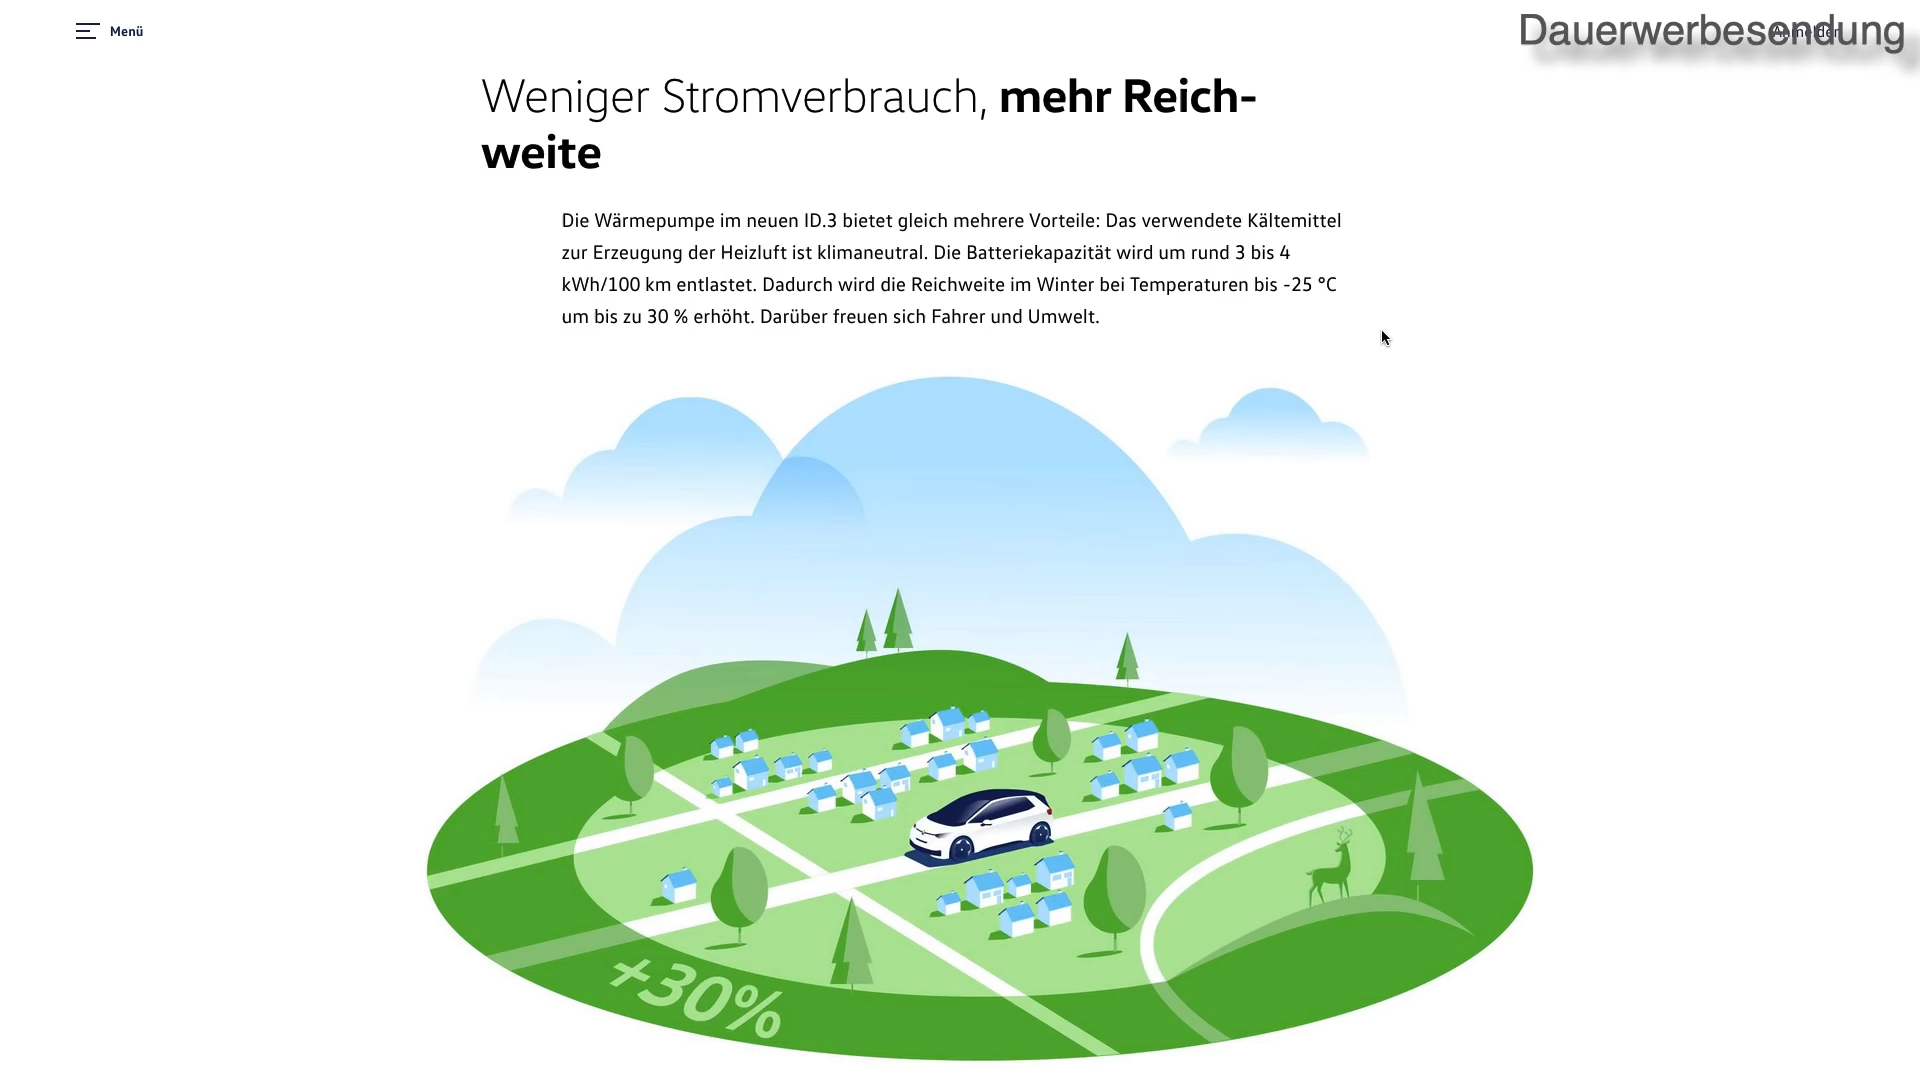 Menü
Dauerwerbesendung
Anmelden
Weniger Stromverbrauch, mehr Reich-
weite
Die Wärmepumpe im neuen ID.3 bietet gleich mehrere Vorteile: Das verwendete Kältemittel
zur Erzeugung der Heizluft ist klimaneutral. Die Batteriekapazität wird um rund 3 bis 4
kWh/100 km entlastet. Dadurch wird die Reichweite im Winter bei Temperaturen bis -25 °C
um bis zu 30 % erhöht. Darüber freuen sich Fahrer und Umwelt.
+30%